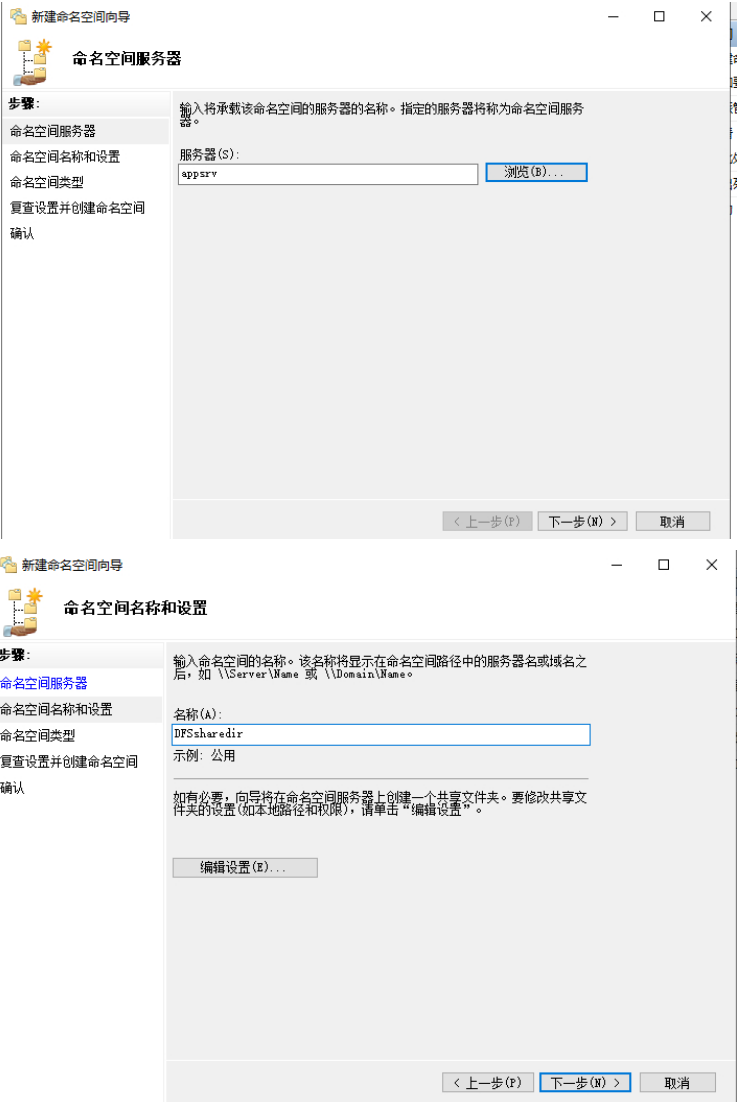 新建命名空间向导
命名空间服务器
步骤:
命名空间服务器
命名空间名称和设置
命名空间类型
复查设置并创建命名空间
确认
输入将承载该命名空间的服务器的名称。指定的服务器将称为命名空间服务
器。
服务器(S):
appsrv
浏览(B)...
< 上一步(P)
下一步(N) >
取消
新建命名空间向导
命名空间名称和设置
步骤:
命名空间服务器
命名空间名称和设置
命名空间类型
复查设置并创建命名空间
确认
输入命名空间的名称。该名称将显示在命名空间路径中的服务器名或域名之
后，如 \\Server\Name 或 \\Domain\Name。
名称(A):
DFSsharedir
示例: 公用
如有必要，向导将在命名空间服务器上创建一个共享文件夹。要修改共享文
件夹的设置(如本地路径和权限)，请单击“编辑设置”。
编辑设置(E)...
< 上一步(P)
下一步(N) >
取消